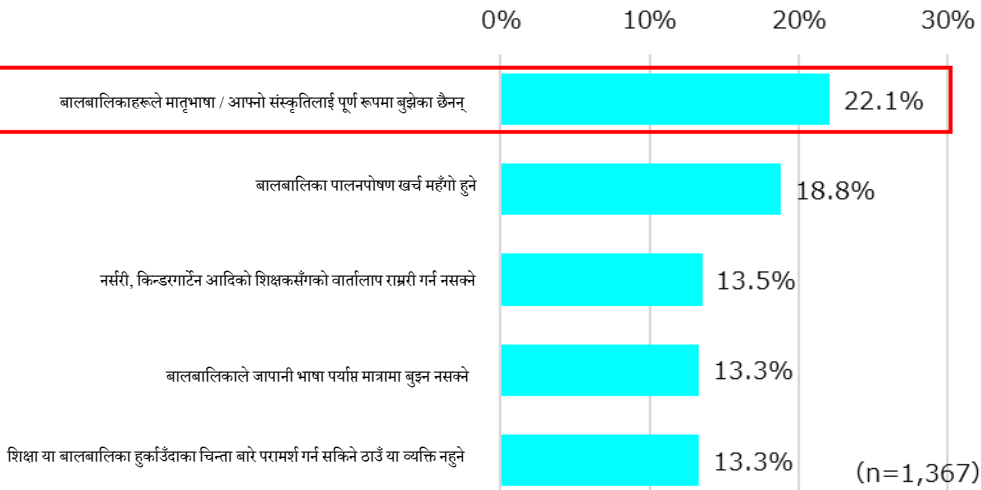 0% 10% 20% 30%
बालबालिकाहरूले मातृभाषा / आफ्नो संस्कृतिलाई पूर्ण रूपमा बुझेका छैनन् 22.1%
बालबालिका पालनपोषण खर्च महँगो हुने 18.8%
नर्सरी, किन्डरगार्टेन आदिको शिक्षकसँगको वार्तालाप राम्ररी गर्न नसक्ने 13.5%
बालबालिकाले जापानी भाषा पर्याप्त मात्रामा बुझ्न नसक्ने 13.3%
शिक्षा या बालबालिका हुर्काउँदाका चिन्ता बारे परामर्श गर्न सकिने ठाउँ या व्यक्ति नहुने 13.3%
(n=1,367)